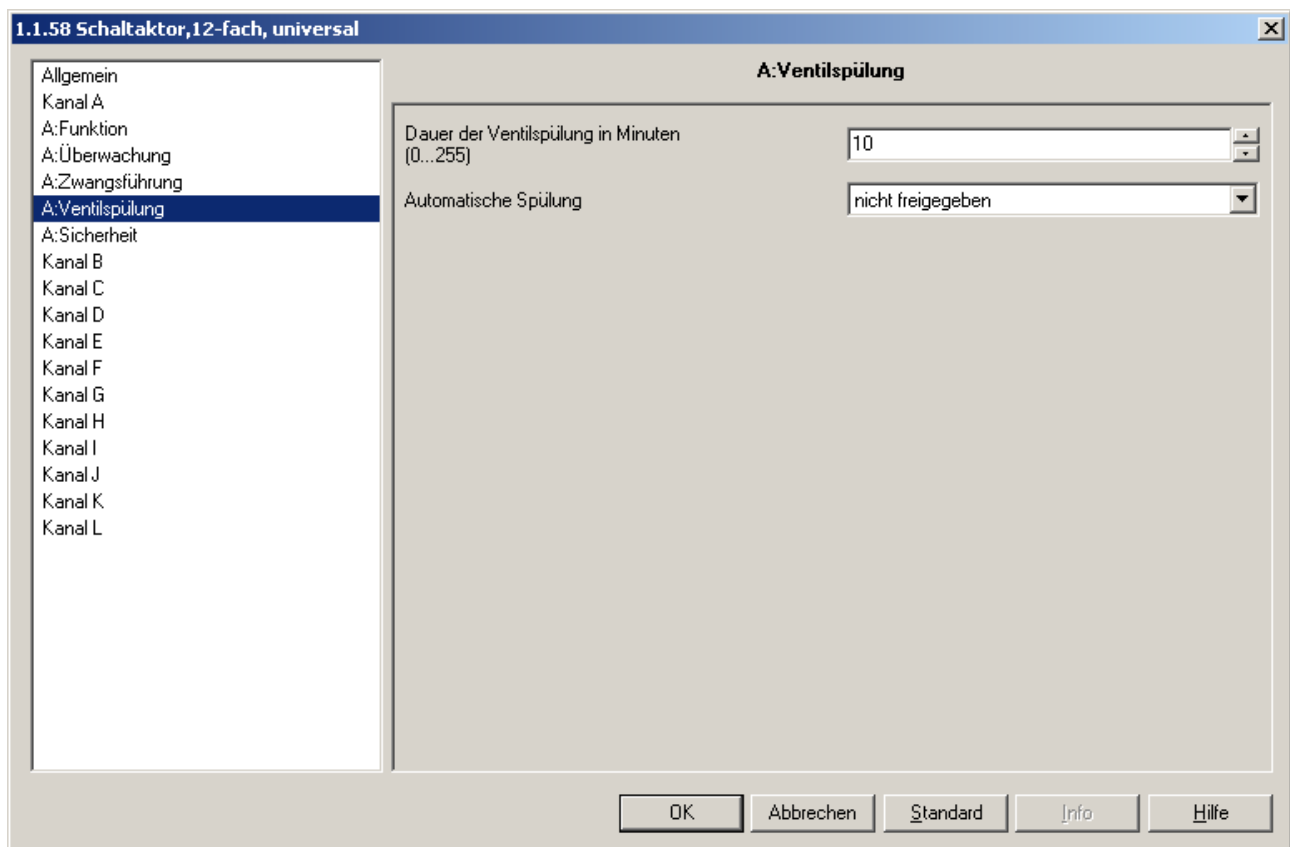 1.1.58 Schaltaktor,12-fach, universal
Allgemein
Kanal A
A:Funktion
A:Überwachung
A:Zwangsführung
A:Ventilspülung
A:Sicherheit
Kanal B
Kanal C
Kanal D
Kanal E
Kanal F
Kanal G
Kanal H
Kanal I
Kanal J
Kanal K
Kanal L
A:Ventilspülung
Dauer der Ventilspülung in Minuten
(0...255)
10
Automatische Spülung
nicht freigegeben
OK
Abbrechen
Standard
Info
Hilfe